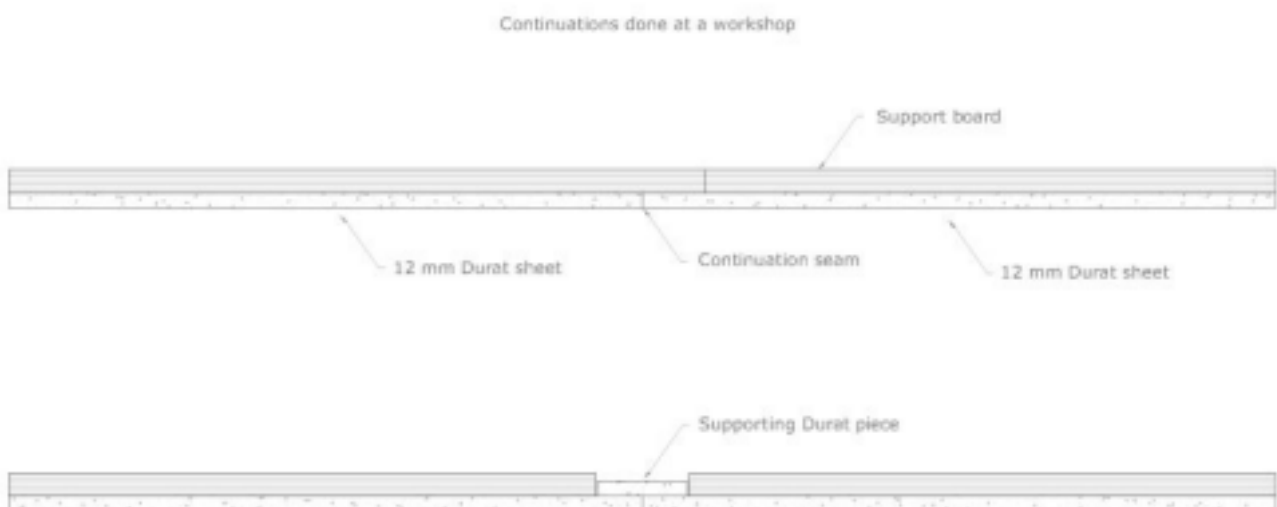 Continuations done at a workshop
Support board
12 mm Durat sheet
Continuation seam
12 mm Durat sheet
Supporting Durat piece